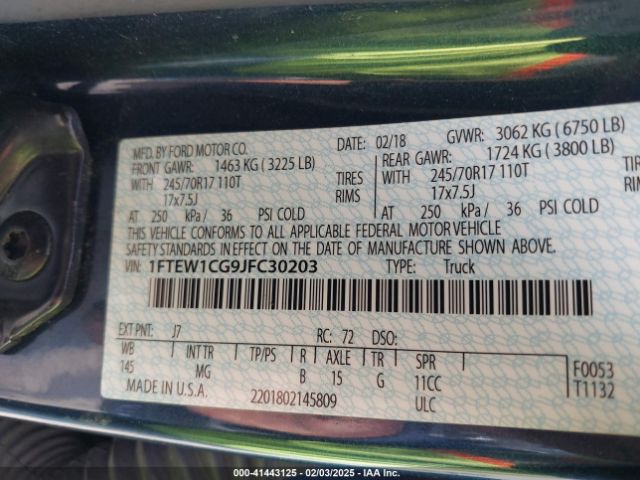 MFD. BY FORD MOTOR CO.
DATE: 02/18 GVWR: 3062 KG ( 6750 LB)
FRONT GAWR: 1463 KG ( 3225 LB) REAR GAWR: 1724 KG ( 3800 LB)
WITH 245/70R17 110T TIRES WITH 245/70R17 110T TIRES
17x7.5J RIMS 17x7.5J RIMS
AT 250 kPa/ 36 PSI COLD AT 250 kPa/ 36 PSI COLD
THIS VEHICLE CONFORMS TO ALL APPLICABLE FEDERAL MOTOR VEHICLE
SAFETY STANDARDS IN EFFECT ON THE DATE OF MANUFACTURE SHOWN ABOVE.
VIN: 1FTEW1CG9JFC30203 TYPE: Truck
EXT PNT: J7 RC: 72 DSO:
WB INT TR TP/PS R AXLE TR SPR F0053
145 MG B 15 G 11CC T1132
MADE IN U.S.A. 2201802145809 ULC
000-41443125 - 02/03/2025 - IAA Inc.